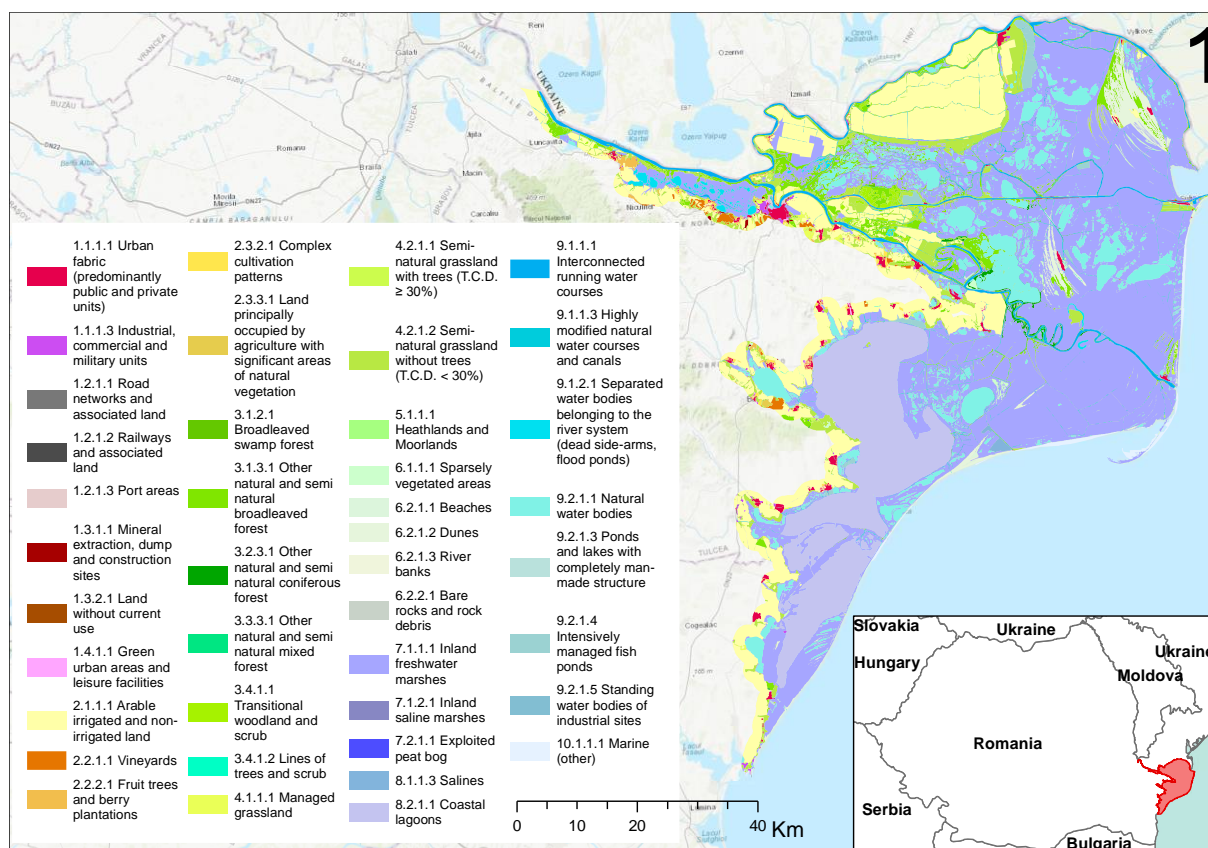 1
VRANCEA
GALATI
Galati
GALATI
Reni
UKRAINE
Ozero Kagul
Ozerni
Izmail
Vylkove
BUZAU
TULCEA
BRAILA
Jijila
Luncavita
Ozero Kartal
Ozero Yalpug
Romanu
Braila
Macin
Carcaliu
Niculitel
Parcul National
BRASOV
CAMPIA BARAGANULUI
1.1.1.1 Urban
fabric
(predominantly
public and private
units)
1.1.1.3 Industrial,
commercial and
military units
1.2.1.1 Road
networks and
associated land
1.2.1.2 Railways
and associated
land
1.2.1.3 Port areas
1.3.1.1 Mineral
extraction, dump
and construction
sites
1.3.2.1 Land
without current
use
1.4.1.1 Green
urban areas and
leisure facilities
2.1.1.1 Arable
irrigated and non-
irrigated land
2.2.1.1 Vineyards
2.2.2.1 Fruit trees
and berry
plantations
2.3.2.1 Complex
cultivation
patterns
2.3.3.1 Land
principally
occupied by
agriculture with
significant areas
of natural
vegetation
3.1.2.1
Broadleaved
swamp forest
3.1.3.1 Other
natural and semi
natural
broadleaved
forest
3.2.3.1 Other
natural and semi
natural coniferous
forest
3.3.3.1 Other
natural and semi
natural mixed
forest
3.4.1.1
Transitional
woodland and
scrub
3.4.1.2 Lines of
trees and scrub
4.1.1.1 Managed
grassland
4.2.1.1 Semi-
natural grassland
with trees (T.C.D.
≥ 30%)
4.2.1.2 Semi-
natural grassland
without trees
(T.C.D. < 30%)
5.1.1.1
Heathlands and
Moorlands
6.1.1.1 Sparsely
vegetated areas
6.2.1.1 Beaches
6.2.1.2 Dunes
6.2.1.3 River
banks
6.2.2.1 Bare
rocks and rock
debris
7.1.1.1 Inland
freshwater
marshes
7.1.2.1 Inland
saline marshes
7.2.1.1 Exploited
peat bog
8.1.1.3 Salines
8.2.1.1 Coastal
lagoons
9.1.1.1
Interconnected
running water
courses
9.1.1.3 Highly
modified natural
water courses
and canals
9.1.2.1 Separated
water bodies
belonging to the
river system
(dead side-arms,
flood ponds)
9.2.1.1 Natural
water bodies
9.2.1.3 Ponds
and lakes with
completely man-
made structure
9.2.1.4
Intensively
managed fish
ponds
9.2.1.5 Standing
water bodies of
industrial sites
10.1.1.1 Marine
(other)
TULCEA
Cogealac
0 10 20 40 Km
Slovakia
Hungary
Ukraine
Ukraine
Moldova
Romania
Serbia
Bulgaria